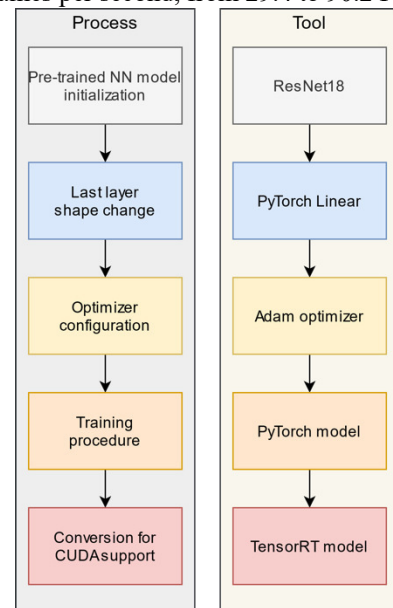 Process
Pre-trained NN model
initialization
Last layer
shape change
Optimizer
configuration
Training
procedure
Conversion for
CUDAsupport
Tool
ResNet18
PyTorch Linear
Adam optimizer
PyTorch model
TensorRT model